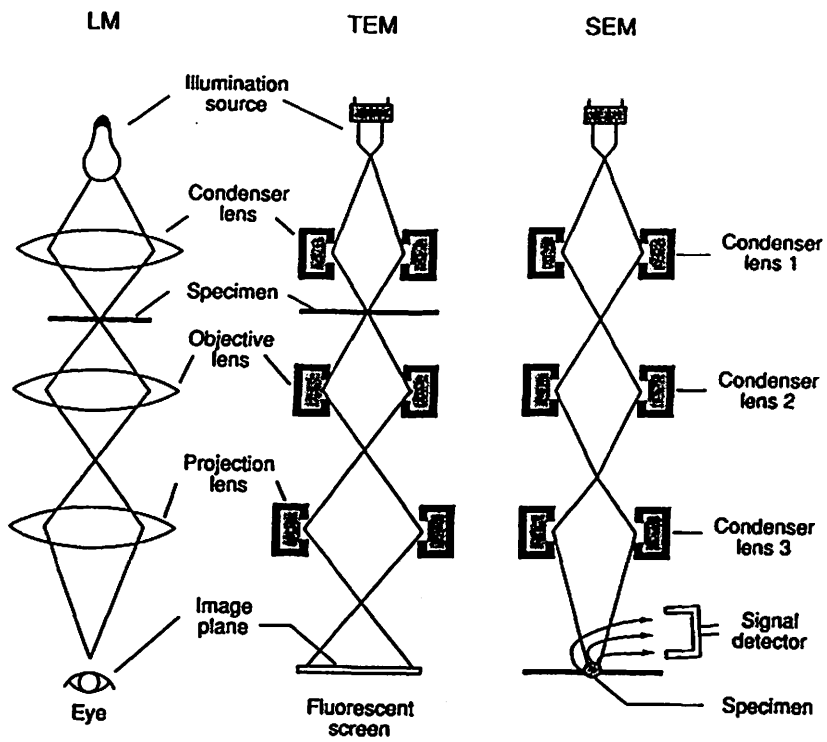 LM
TEM
SEM
Illumination
source
Condenser
lens
Condenser
lens 1
Specimen
Objective
lens
Condenser
lens 2
Projection
lens
Condenser
lens 3
Image
plane
Signal
detector
Eye
Fluorescent
screen
Specimen